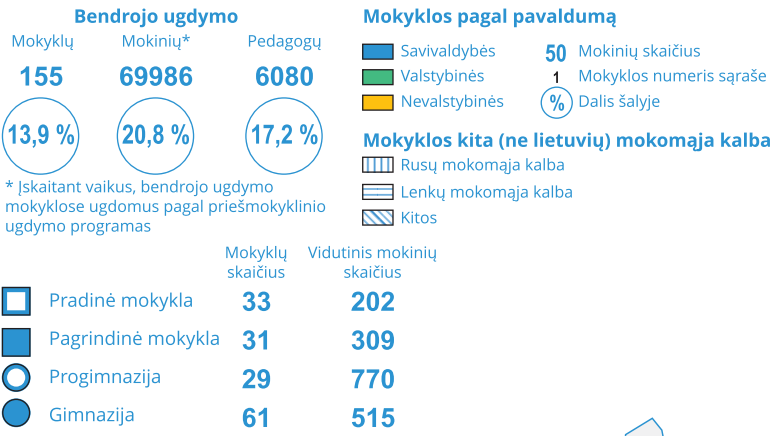 Bendrojo ugdymo
Mokyklų Mokinių* Pedagogų
155 69986 6080
13,9 % 20,8 % 17,2 %
* Įskaitant vaikus, bendrojo ugdymo
mokyklose ugdomus pagal priešmokyklinio
ugdymo programas
Mokyklos pagal pavaldumą
Savivaldybės
Valstybinės
Nevalstybinės
50 Mokinių skaičius
1 Mokyklos numeris sąraše
% Dalis šalyje
Mokyklos kita (ne lietuvių) mokomąja kalba
Rusų mokomąja kalba
Lenkų mokomąja kalba
Kitos
Mokyklų Vidutinis mokinių
skaičius skaičius
Pradinė mokykla 33 202
Pagrindinė mokykla 31 309
Progimnazija 29 770
Gimnazija 61 515